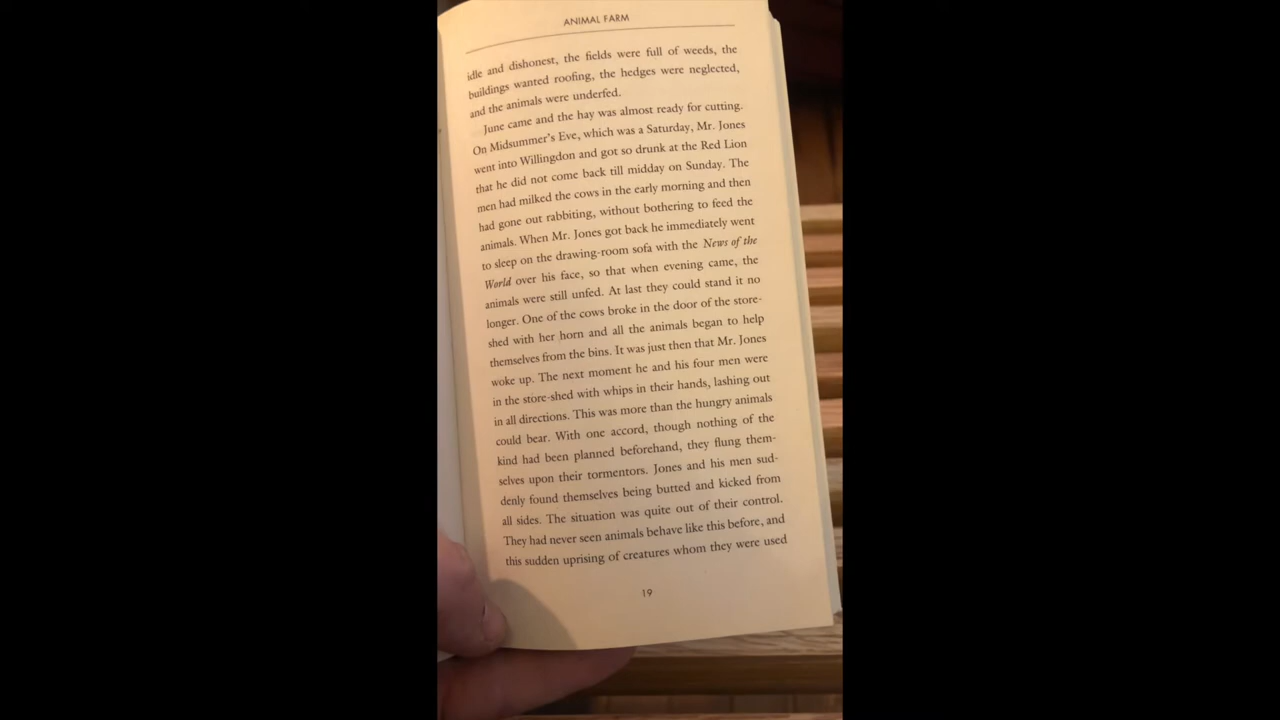 ANIMAL FARM
idle and dishonest, the fields were full of weeds, the
buildings wanted roofing, the hedges were neglected,
and the animals were underfed.
June came and the hay was almost ready for cutting.
On Midsummer's Eve, which was a Saturday, Mr. Jones
went into Willingdon and got so drunk at the Red Lion
that he did not come back till midday on Sunday. The
men had milked the cows in the early morning and then
had gone out rabbiting, without bothering to feed the
animals. When Mr. Jones got back he immediately went
to sleep on the drawing-room sofa with the News of the
World over his face, so that when evening came, the
animals were still unfed. At last they could stand it no
longer. One of the cows broke in the door of the store-
shed with her horn and all the animals began to help
themselves from the bins. It was just then that Mr. Jones
woke up. The next moment he and his four men were
in the store-shed with whips in their hands, lashing out
in all directions. This was more than the hungry animals
could bear. With one accord, though nothing of the
kind had been planned beforehand, they flung them-
selves upon their tormentors. Jones and his men sud-
denly found themselves being butted and kicked from
all sides. The situation was quite out of their control.
They had never seen animals behave like this before, and
this sudden uprising of creatures whom they were used
19